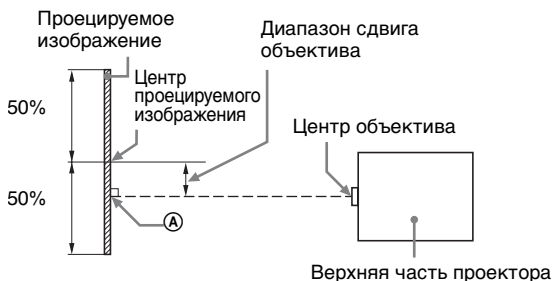 Проецируемое
изображение
Диапазон сдвига
объектива
Центр
проецируемого
изображения
50%
Центр объектива
50%
A
Верхняя часть проектора